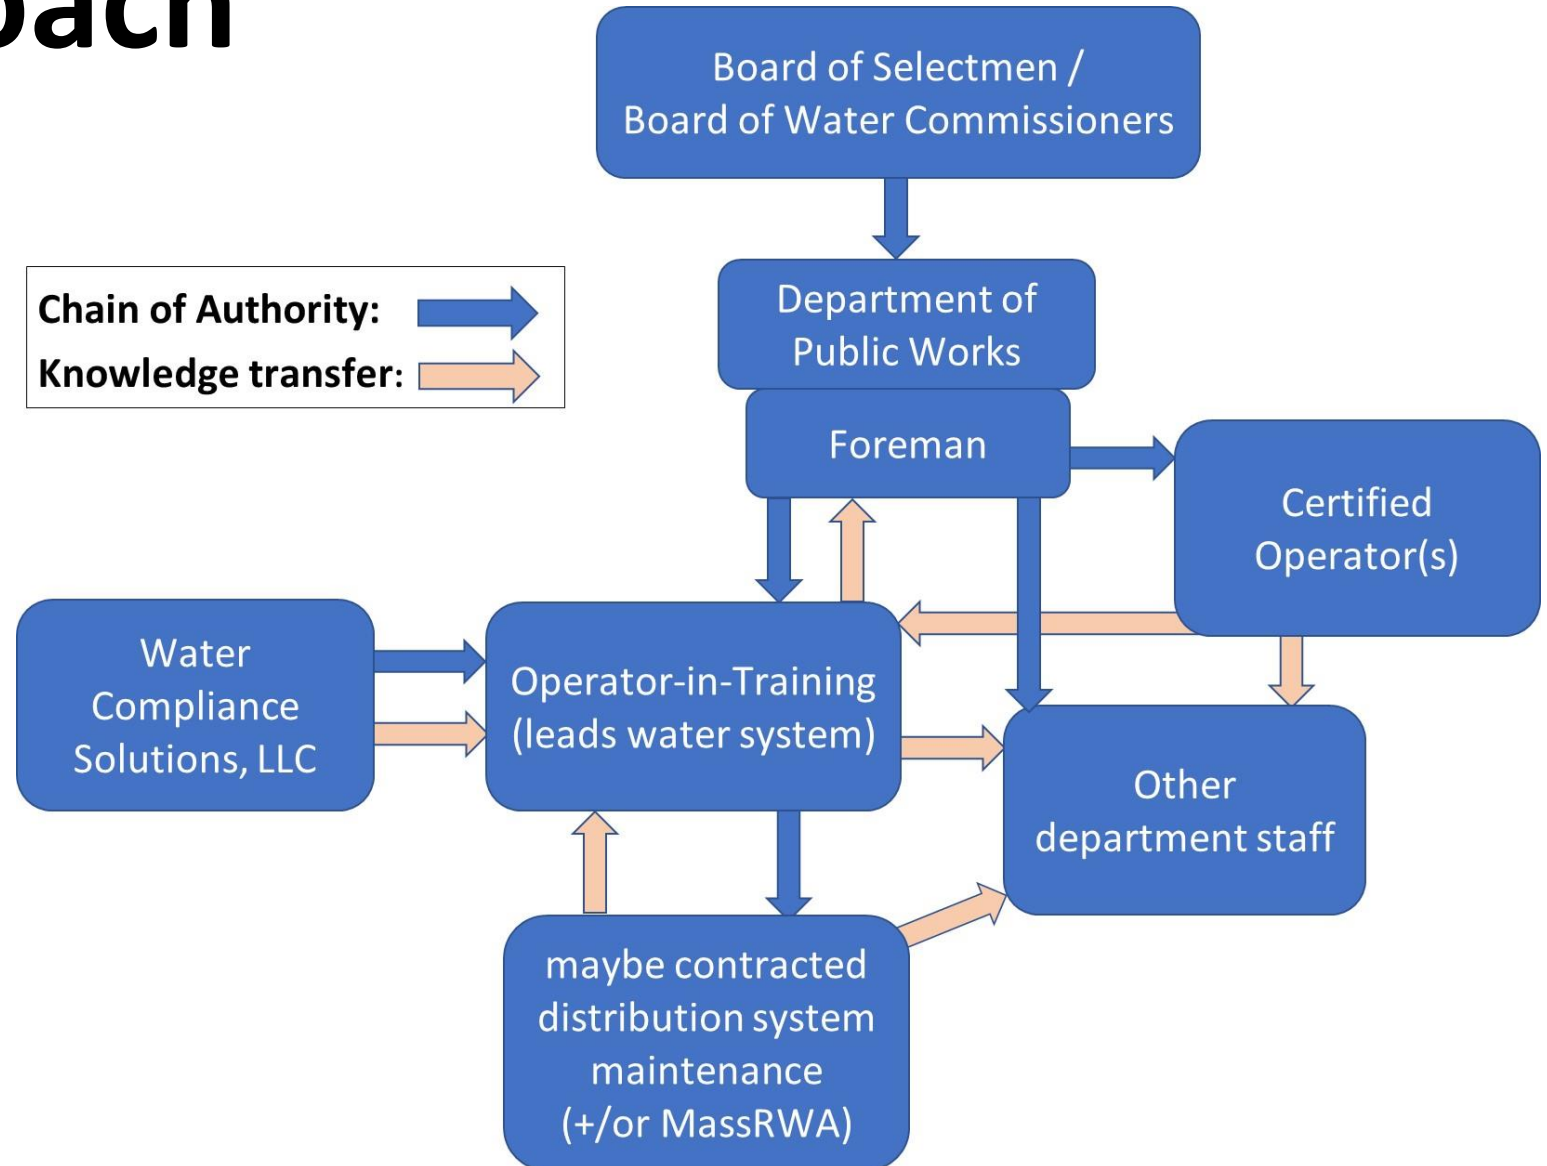 Board of Selectmen /
Board of Water Commissioners
Chain of Authority:
Knowledge transfer:
Department of
Public Works
Foreman
Certified
Operator(s)
Water
Compliance
Solutions, LLC
Operator-in-Training
(leads water system)
Other
department staff
maybe contracted
distribution system
maintenance
(+/or MassRWA)